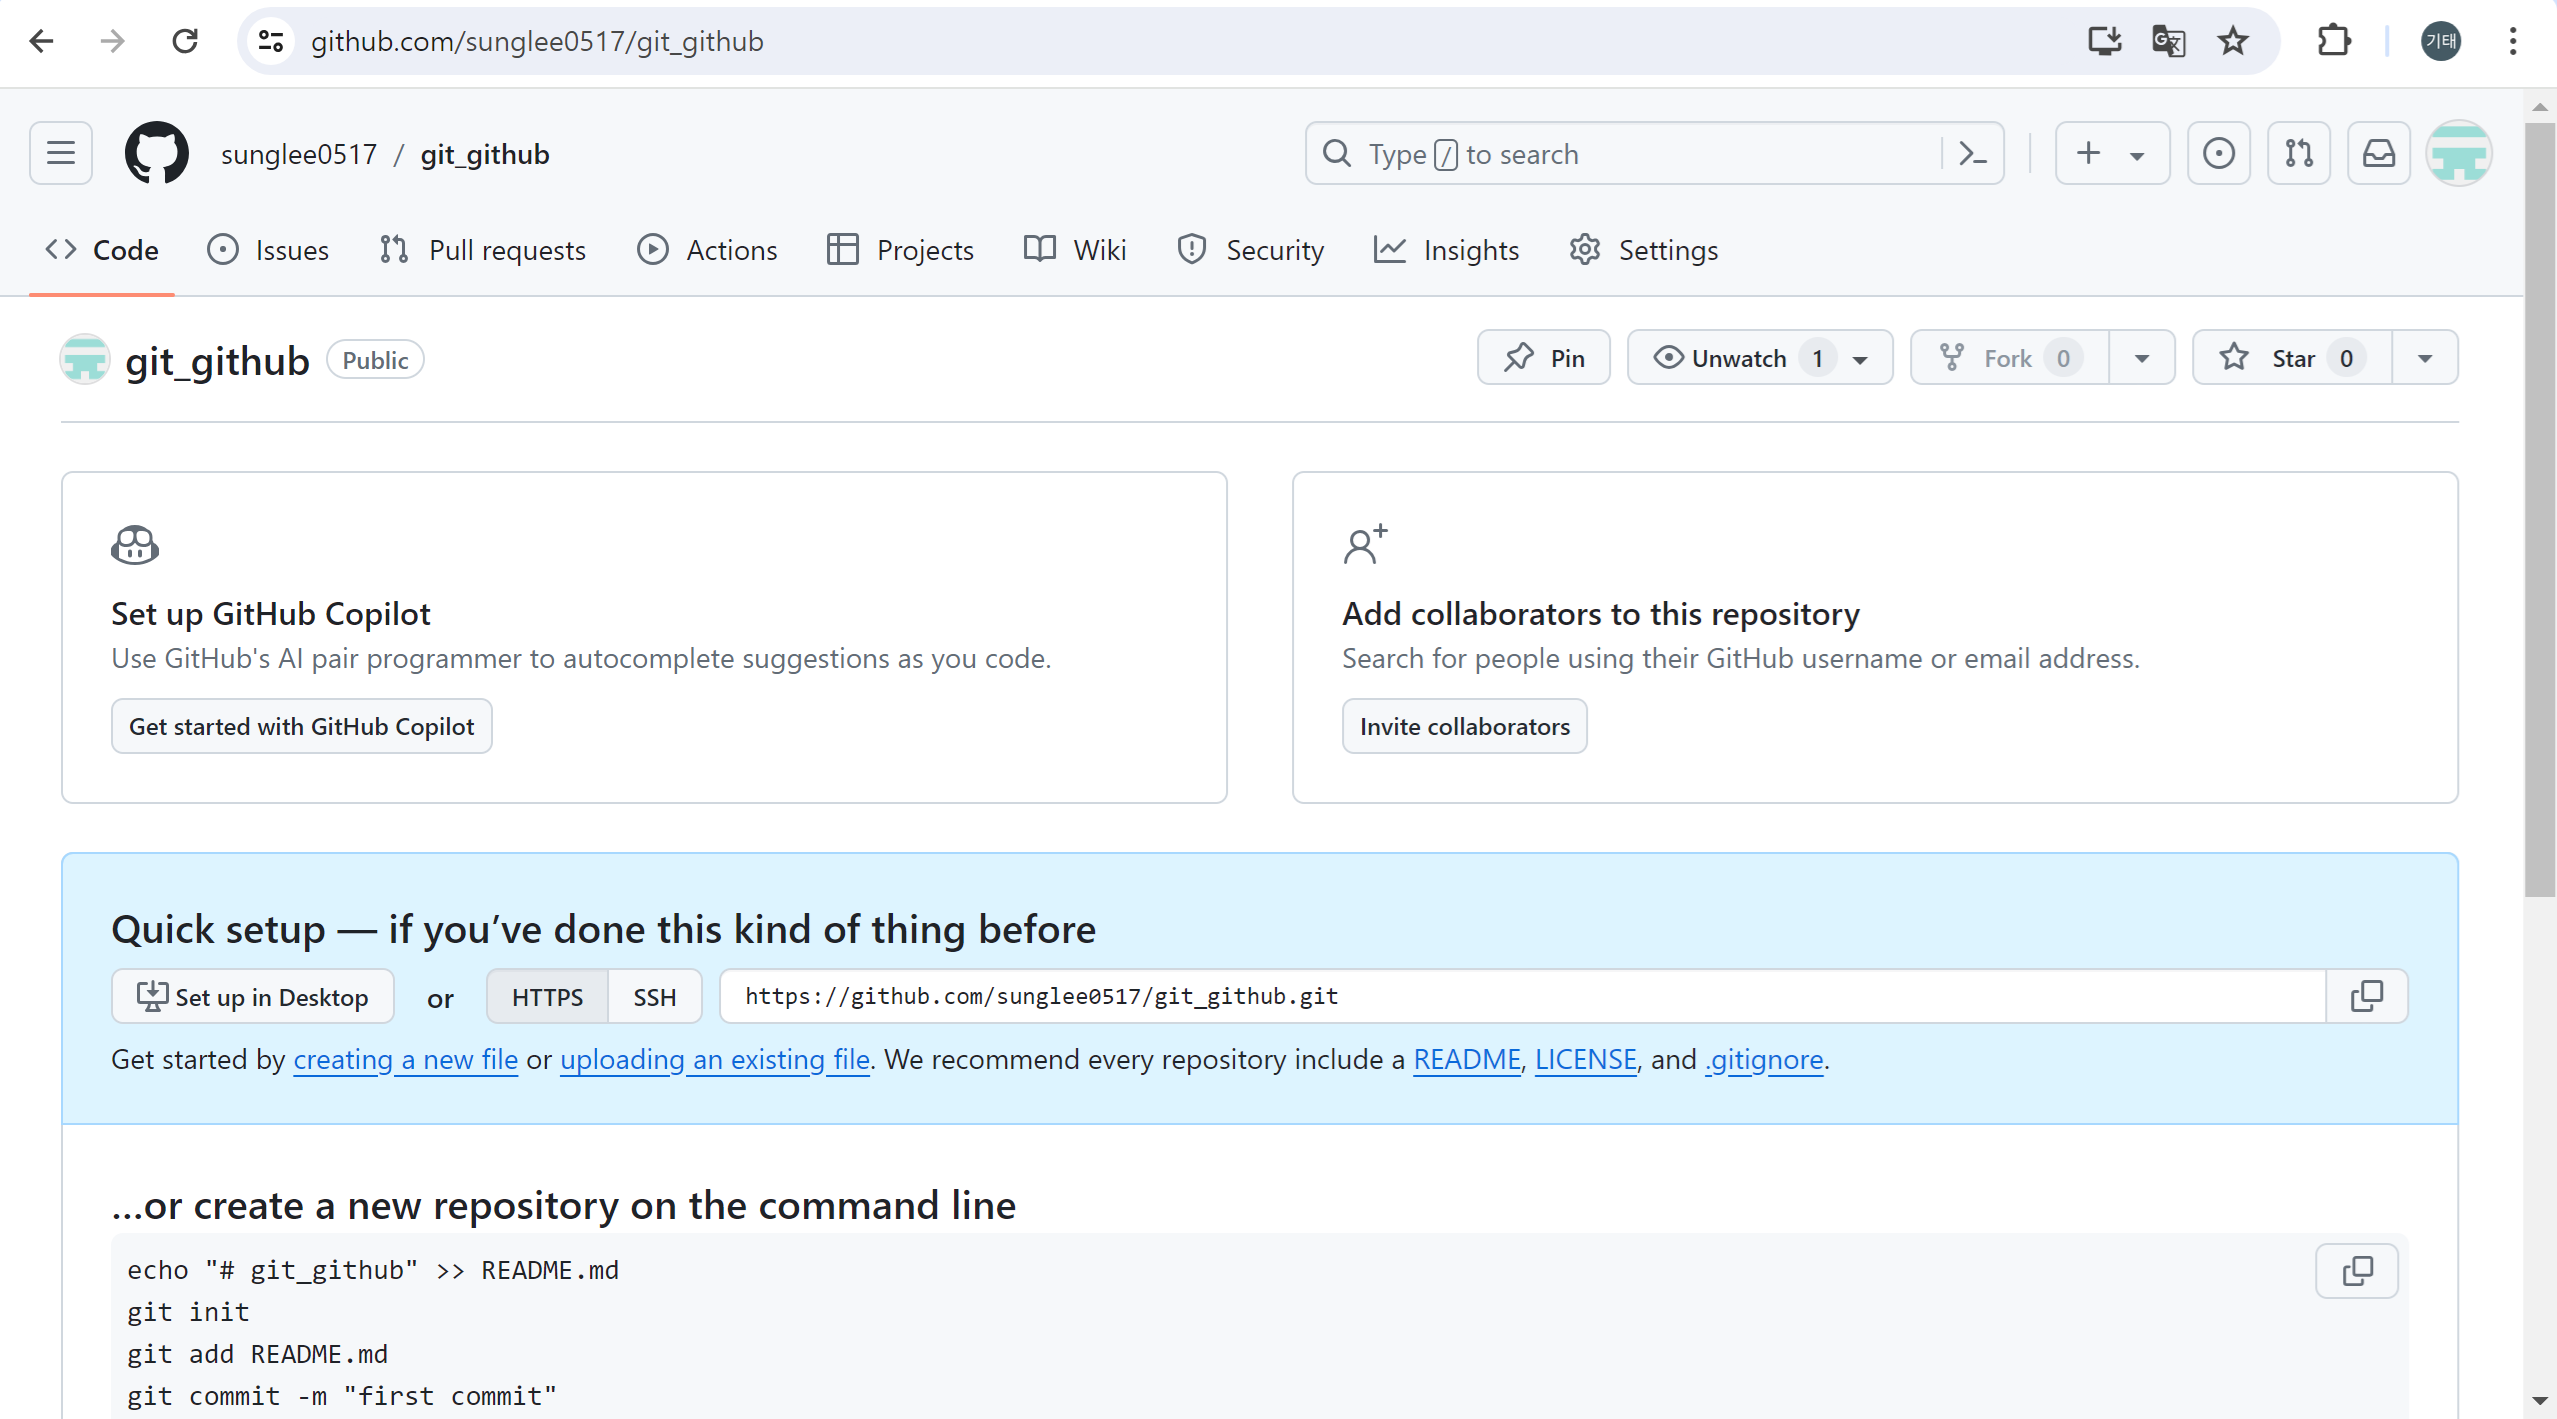 github.com/sunglee0517/git_github
기태
sunglee0517 / git_github
Type / to search
Code Issues Pull requests Actions Projects Wiki Security Insights Settings
git_github Public Pin Unwatch 1 Fork 0 Star 0
Set up GitHub Copilot
Use GitHub's AI pair programmer to autocomplete suggestions as you code.
Get started with GitHub Copilot
Add collaborators to this repository
Search for people using their GitHub username or email address.
Invite collaborators
Quick setup — if you’ve done this kind of thing before
Set up in Desktop or HTTPS SSH https://github.com/sunglee0517/git_github.git
Get started by creating a new file or uploading an existing file. We recommend every repository include a README, LICENSE, and .gitignore.
…or create a new repository on the command line
echo "# git_github" >> README.md
git init
git add README.md
git commit -m "first commit"